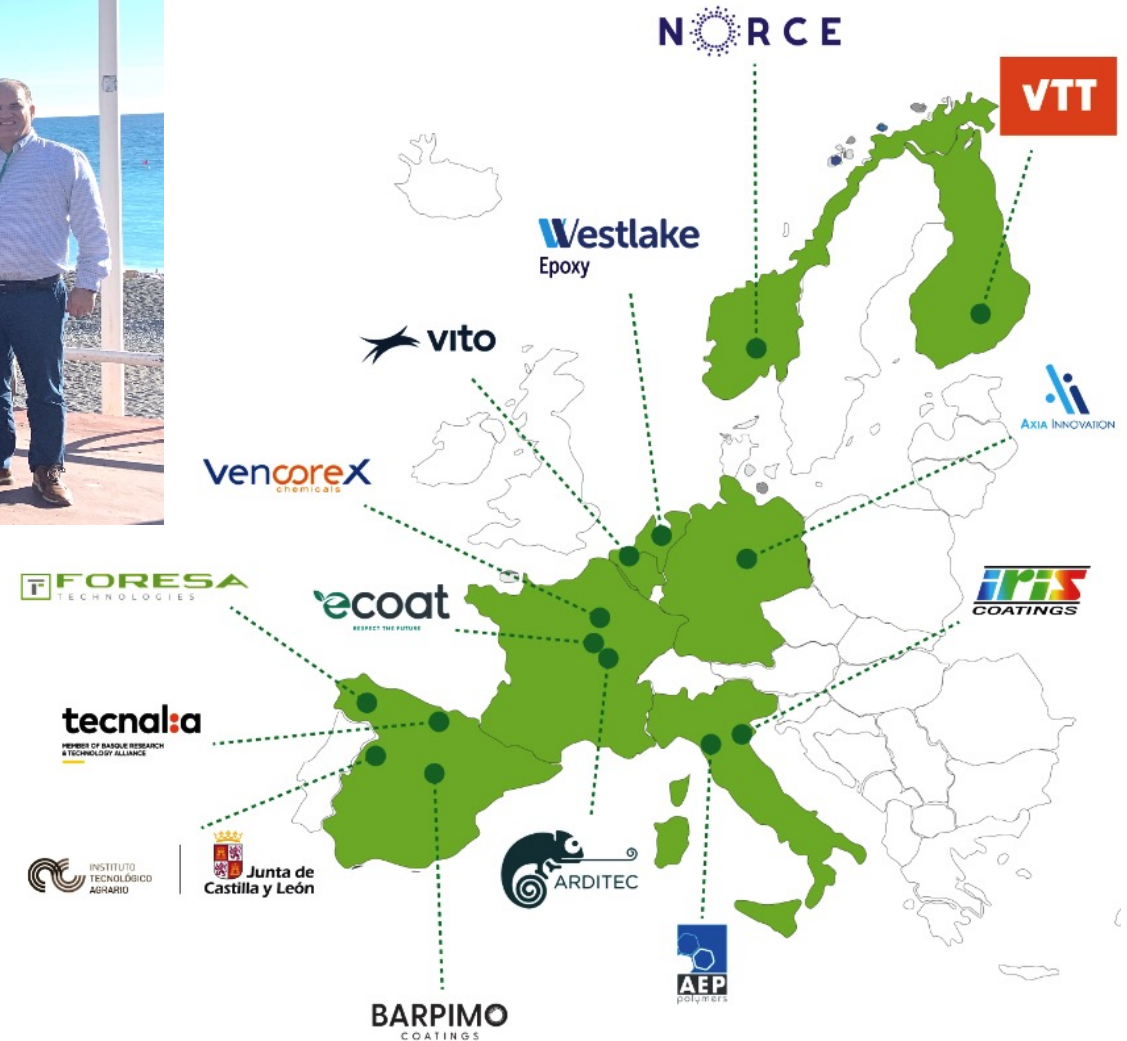 NORCE
VTT
Westlake
Epoxy
vito
AXIA INNOVATION
vencorex
chemicals
FORESA
TECHNOLOGIES
ecoat
RESPECT THE FUTURE
iris
COATINGS
tecnal:a
MEMBER OF BASQUE RESEARCH
& TECHNOLOGY ALLIANCE
INSTITUTO
TECNOLÓGICO
AGRARIO
Junta de
Castilla y León
ARDITEC
AEP
polymers
BARPIMO
COATINGS